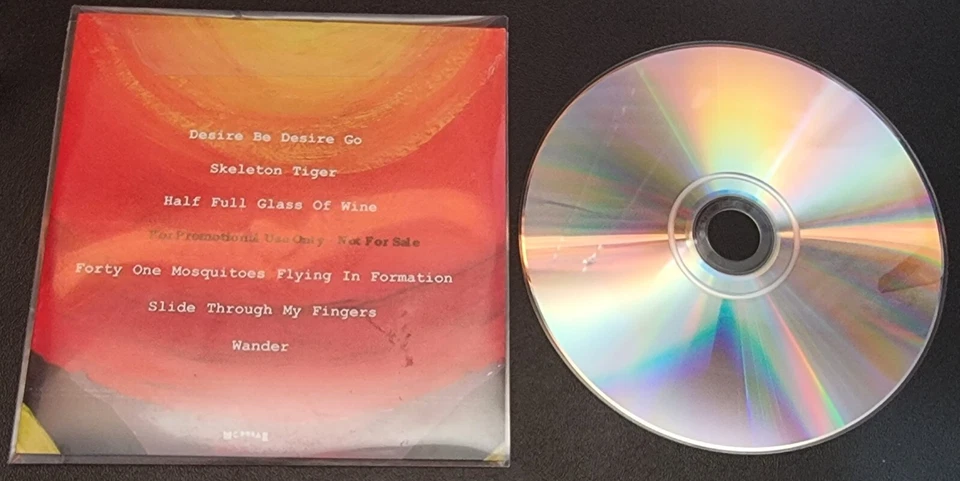 Desire Be Desire Go
Skeleton Tiger
Half Full Glass Of Wine
For Promotional Use Only Not For Sale
Forty One Mosquitoes Flying In Formation
Slide Through My Fingers
Wander